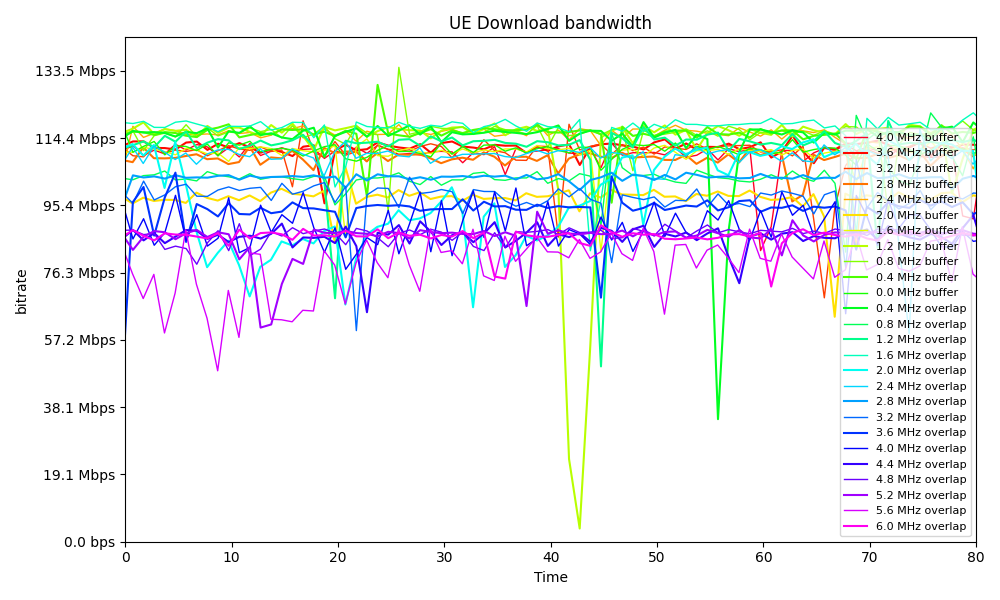 UE Download bandwidth
133.5 Mbps
114.4 Mbps
95.4 Mbps
76.3 Mbps
57.2 Mbps
38.1 Mbps
19.1 Mbps
0.0 bps
bitrate
0 10 20 30 40 50 60 70 80
Time
4.0 MHz buffer
3.6 MHz buffer
3.2 MHz buffer
2.8 MHz buffer
2.4 MHz buffer
2.0 MHz buffer
1.6 MHz buffer
1.2 MHz buffer
0.8 MHz buffer
0.4 MHz buffer
0.0 MHz buffer
0.4 MHz overlap
0.8 MHz overlap
1.2 MHz overlap
1.6 MHz overlap
2.0 MHz overlap
2.4 MHz overlap
2.8 MHz overlap
3.2 MHz overlap
3.6 MHz overlap
4.0 MHz overlap
4.4 MHz overlap
4.8 MHz overlap
5.2 MHz overlap
5.6 MHz overlap
6.0 MHz overlap